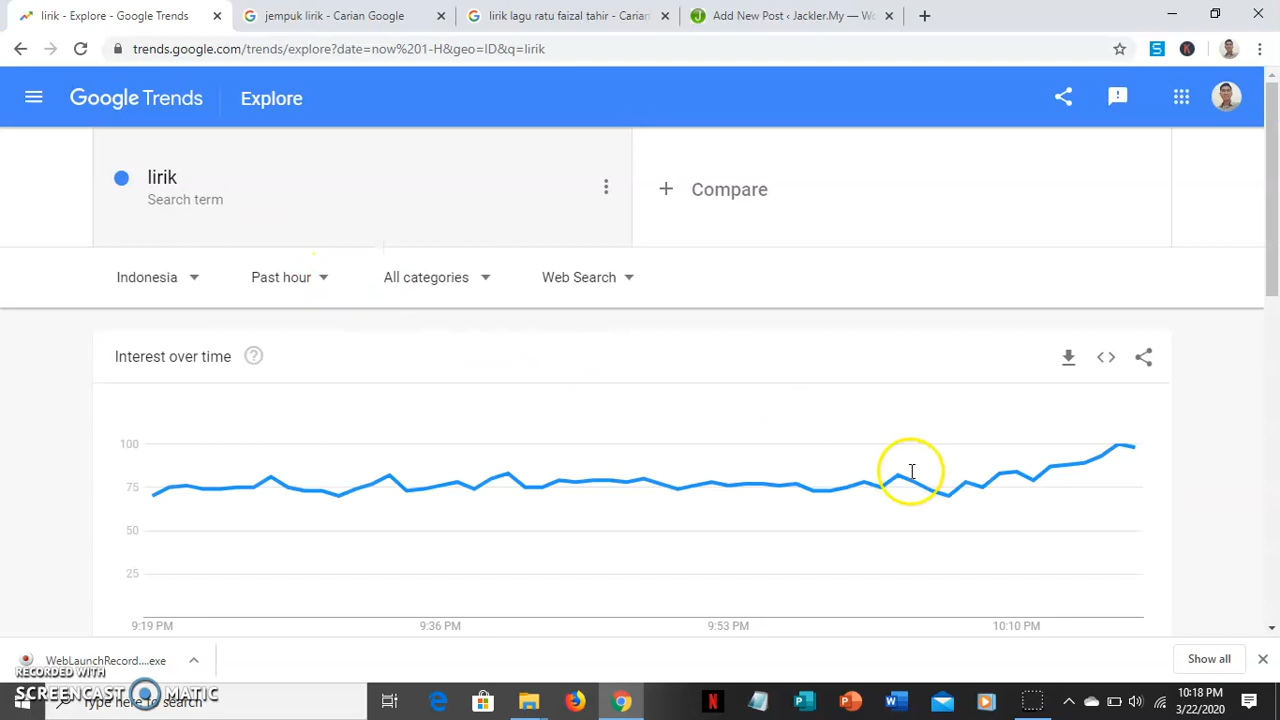 lirik - Explore - Google Trends
jempuk lirik - Carian Google
lirik lagu ratu faizal tahir - Carian
Add New Post ‹ Jackler.My — Wo
trends.google.com/trends/explore?date=now%201-H&geo=ID&q=lirik
Google Trends
Explore
lirik
Search term
+ Compare
Indonesia
Past hour
All categories
Web Search
Interest over time
100
75
50
25
9:19 PM
9:36 PM
9:53 PM
10:10 PM
WebLaunchRecord....exe
Show all
RECORDED WITH
SCREENCAST MATIC
Type here to search
10:18 PM
3/22/2020